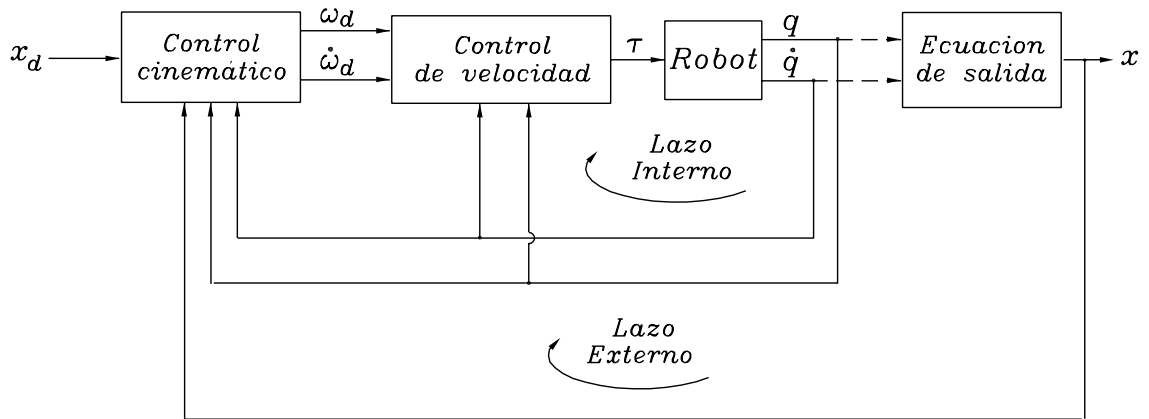 x_d
Control
cinemático
ω_d
ω̇_d
Control
de velocidad
τ
Robot
q
q̇
Ecuacion
de salida
x
Lazo
Interno
Lazo
Externo